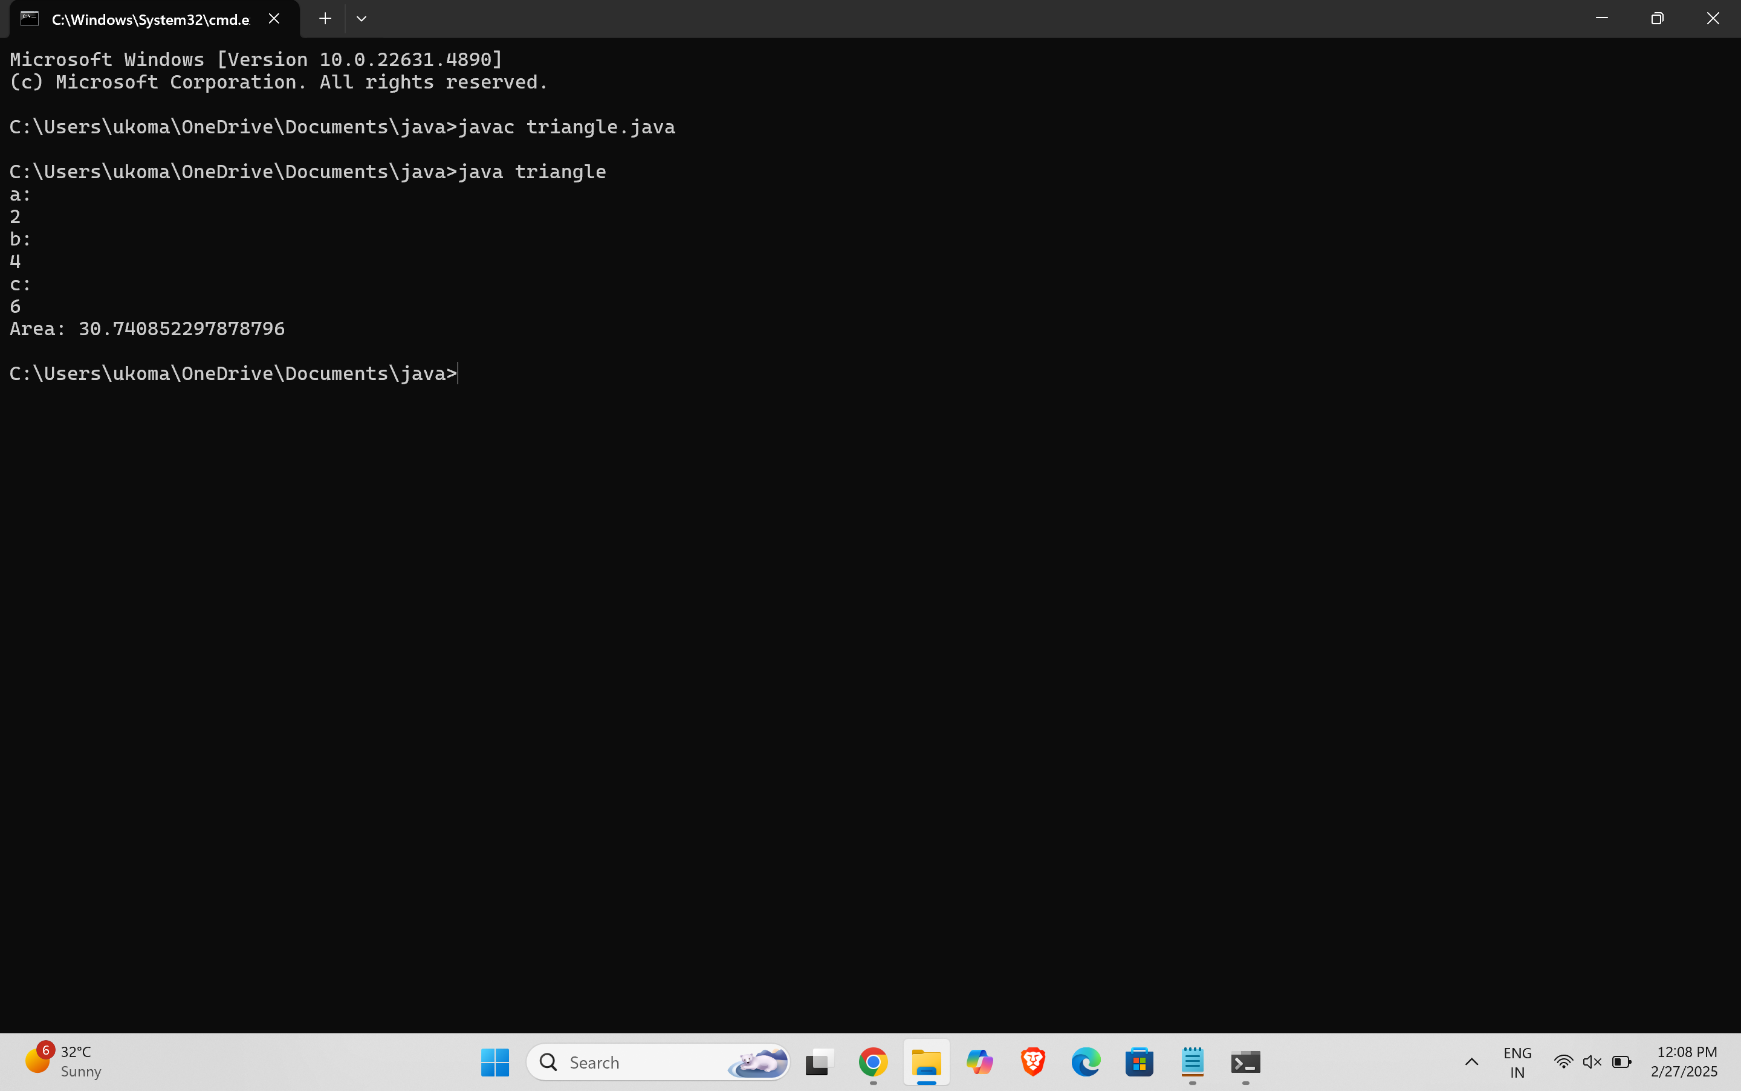 C:\Windows\System32\cmd.e
Microsoft Windows [Version 10.0.22631.4890]
(c) Microsoft Corporation. All rights reserved.
C:\Users\ukoma\OneDrive\Documents\java>javac triangle.java
C:\Users\ukoma\OneDrive\Documents\java>java triangle
a:
2
b:
4
c:
6
Area: 30.740852297878796
C:\Users\ukoma\OneDrive\Documents\java>
6
32°C
Sunny
Search
ENG
IN
12:08 PM
2/27/2025